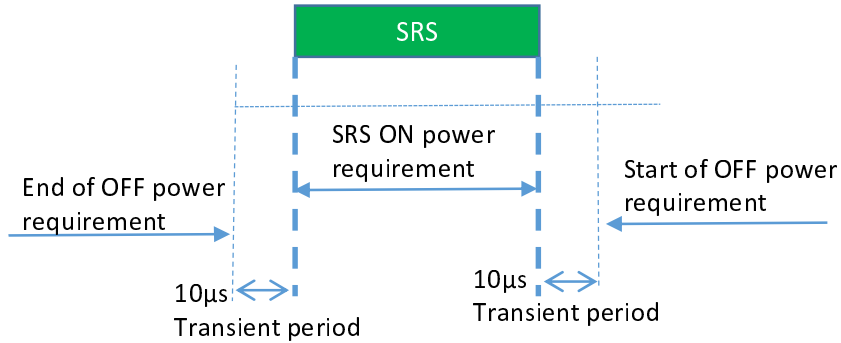 SRS
SRS ON power
requirement
End of OFF power
requirement
Start of OFF power
requirement
10µs
Transient period
10µs
Transient period